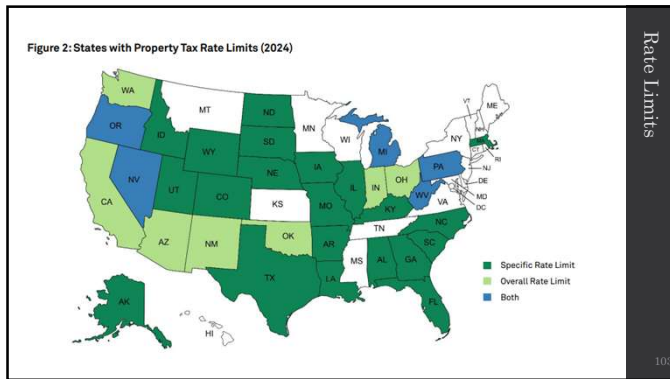 Figure 2: States with Property Tax Rate Limits (2024)
WA
OR
CA
NV
ID
MT
WY
UT
CO
AZ
NM
ND
SD
NE
KS
OK
TX
MN
IA
MO
AR
LA
WI
IL
MS
MI
IN
OH
KY
TN
AL
GA
FL
SC
NC
VA
WV
PA
NY
VT
NH
ME
MA
RI
CT
NJ
DE
MD
DC
AK
HI
Specific Rate Limit
Overall Rate Limit
Both
Rate Limits
103